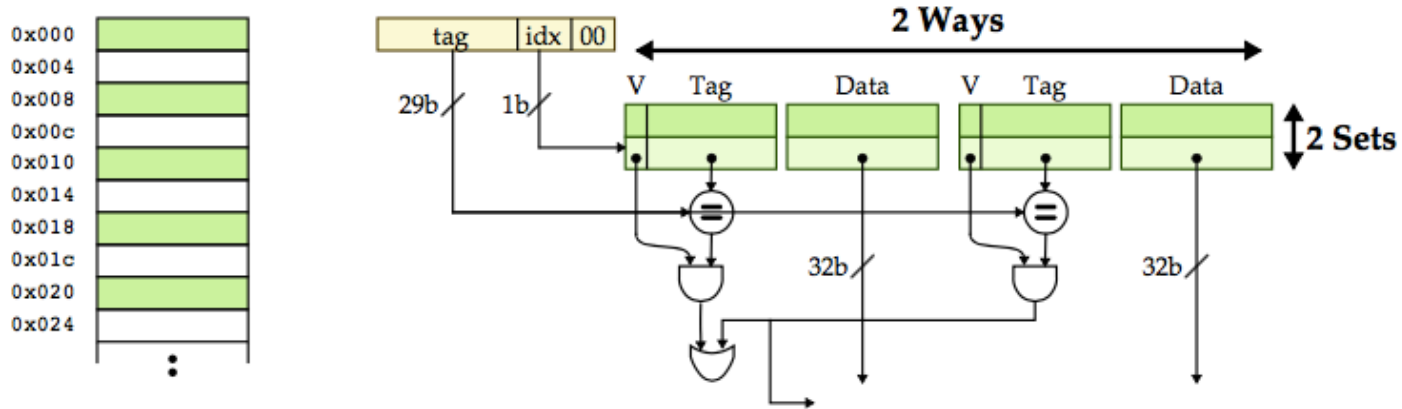 0x000
0x004
0x008
0x00c
0x010
0x014
0x018
0x01c
0x020
0x024
tag idx 00
2 Ways
29b 1b
V Tag Data V Tag Data
2 Sets
= =
32b 32b